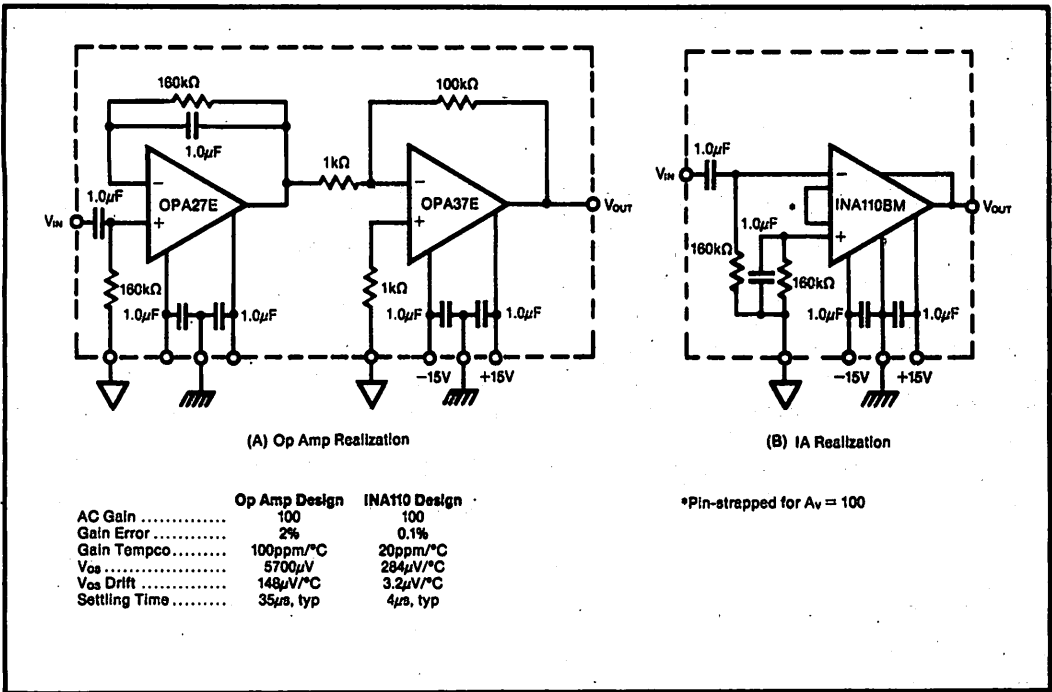 160kΩ
100kΩ
1.0µF
1kΩ
1.0µF
−
OPA27E
+
−
OPA37E
+
VIN
VOUT
160kΩ
1kΩ
1.0µF
1.0µF
1.0µF
1.0µF
−15V
+15V
(A) Op Amp Realization
1.0µF
VIN
−
*
INA110BM
+
VOUT
1.0µF
160kΩ
160kΩ
1.0µF
1.0µF
−15V
+15V
(B) IA Realization
Op Amp Design INA110 Design
AC Gain .............. 100 100
Gain Error ............ 2% 0.1%
Gain Tempco ......... 100ppm/°C 20ppm/°C
VOS ................... 5700µV 284µV/°C
VOS Drift .............. 148µV/°C 3.2µV/°C
Settling Time ......... 35µs, typ 4µs, typ
*Pin-strapped for AV = 100